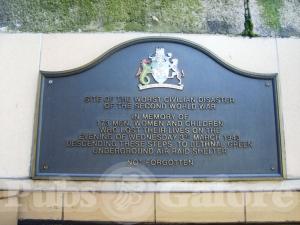 SITE OF THE WORST CIVILIAN DISASTER
OF THE SECOND WORLD WAR
IN MEMORY OF
173 MEN, WOMEN AND CHILDREN
WHO LOST THEIR LIVES ON THE
EVENING OF WEDNESDAY 3RD MARCH 1943
DESCENDING THESE STEPS TO BETHNAL GREEN
UNDERGROUND AIR RAID SHELTER
NOT FORGOTTEN
Pubs Galore